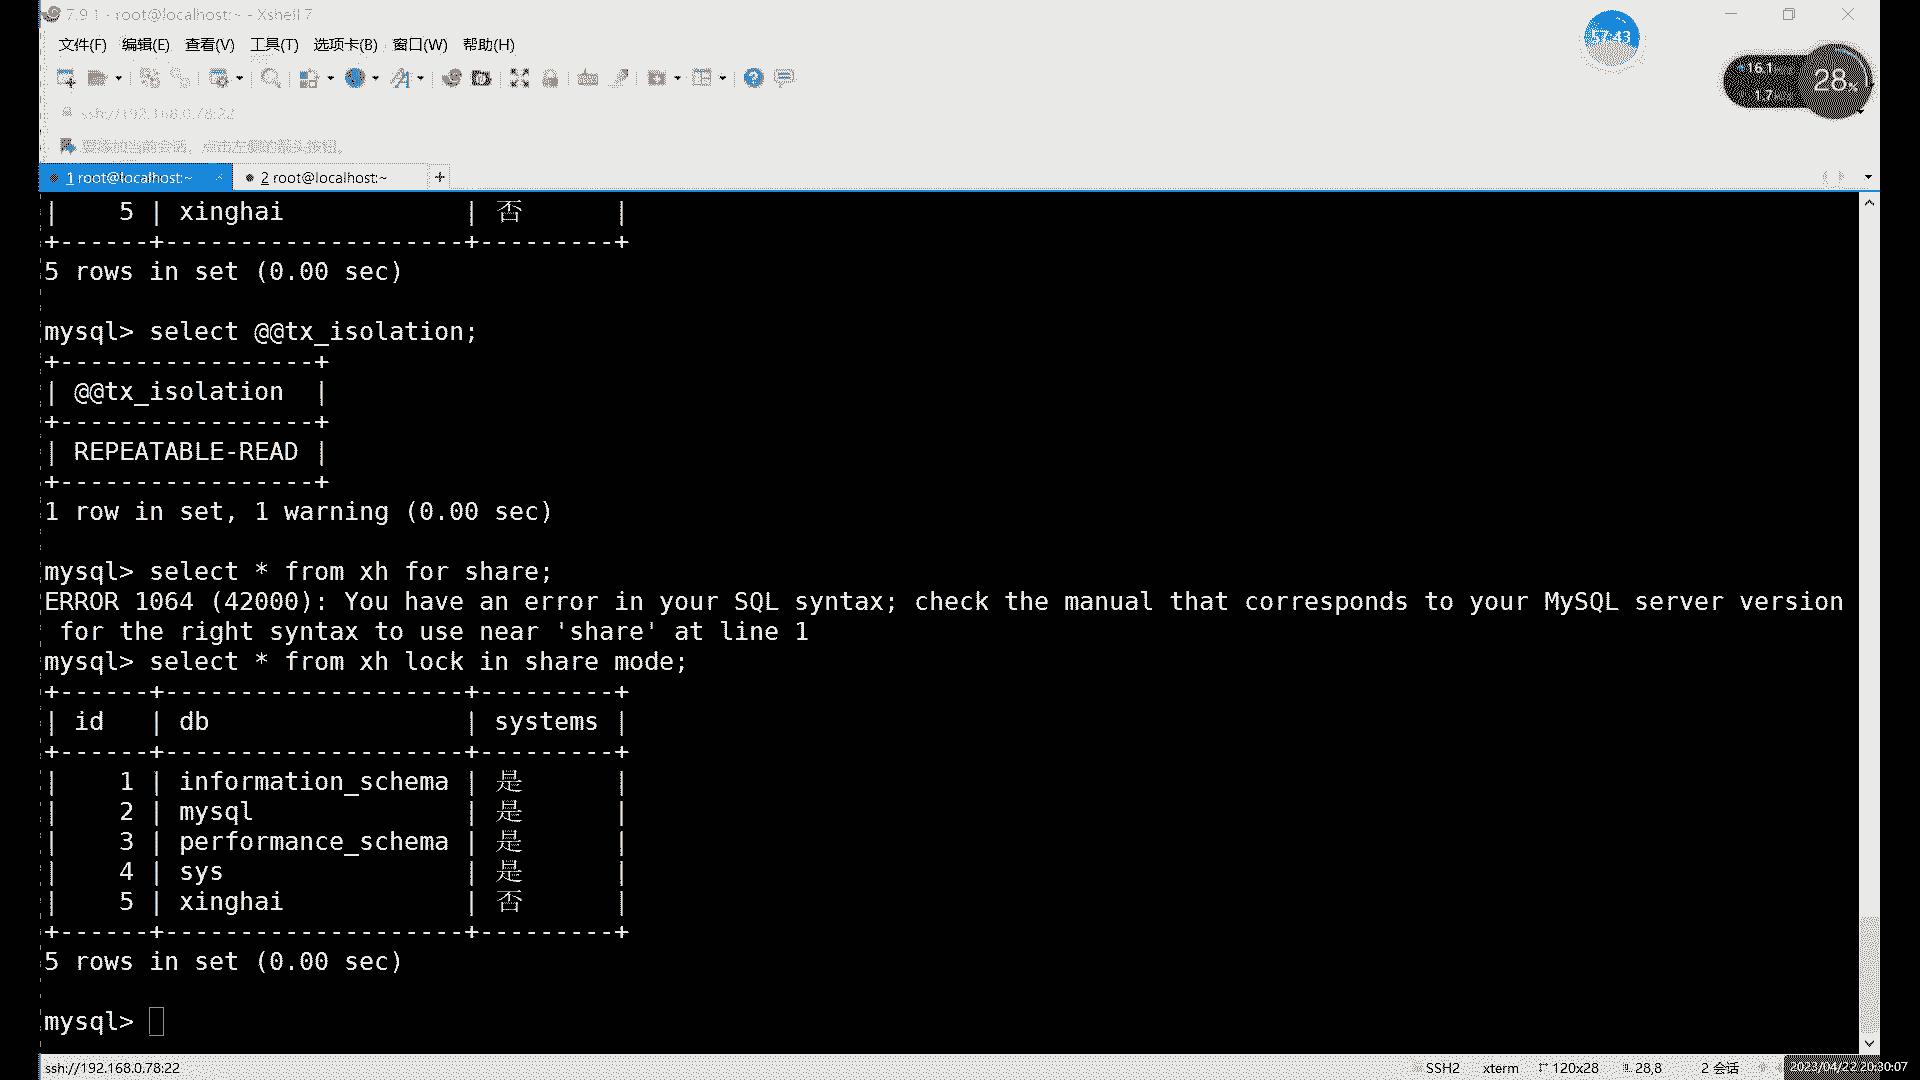 7.9 1 - root@localhost:~ - Xshell 7
文件(F) 编辑(E) 查看(V) 工具(T) 选项卡(B) 窗口(W) 帮助(H)
57:43
16.1
1.7
28%
ssh://192.168.0.78:22
要添加当前会话，点击左侧的箭头按钮。
1 root@localhost:~
2 root@localhost:~
|    5 | xinghai            | 否      |
+------+--------------------+---------+
5 rows in set (0.00 sec)
mysql> select @@tx_isolation;
+-----------------+
| @@tx_isolation  |
+-----------------+
| REPEATABLE-READ |
+-----------------+
1 row in set, 1 warning (0.00 sec)
mysql> select * from xh for share;
ERROR 1064 (42000): You have an error in your SQL syntax; check the manual that corresponds to your MySQL server version
for the right syntax to use near 'share' at line 1
mysql> select * from xh lock in share mode;
+------+--------------------+---------+
| id   | db                 | systems |
+------+--------------------+---------+
|    1 | information_schema | 是      |
|    2 | mysql              | 是      |
|    3 | performance_schema | 是      |
|    4 | sys                | 是      |
|    5 | xinghai            | 否      |
+------+--------------------+---------+
5 rows in set (0.00 sec)
mysql>
ssh://192.168.0.78:22
SSH2 xterm 120x28 28,8 2 会话
2023/04/22 20:30:07